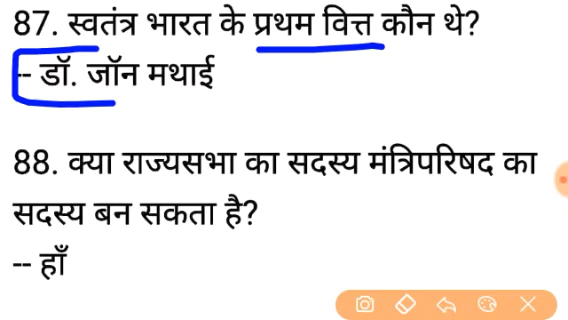 87. स्वतंत्र भारत के प्रथम वित्त कौन थे?
-- डॉ. जॉन मथाई
88. क्या राज्यसभा का सदस्य मंत्रिपरिषद का
सदस्य बन सकता है?
-- हाँ